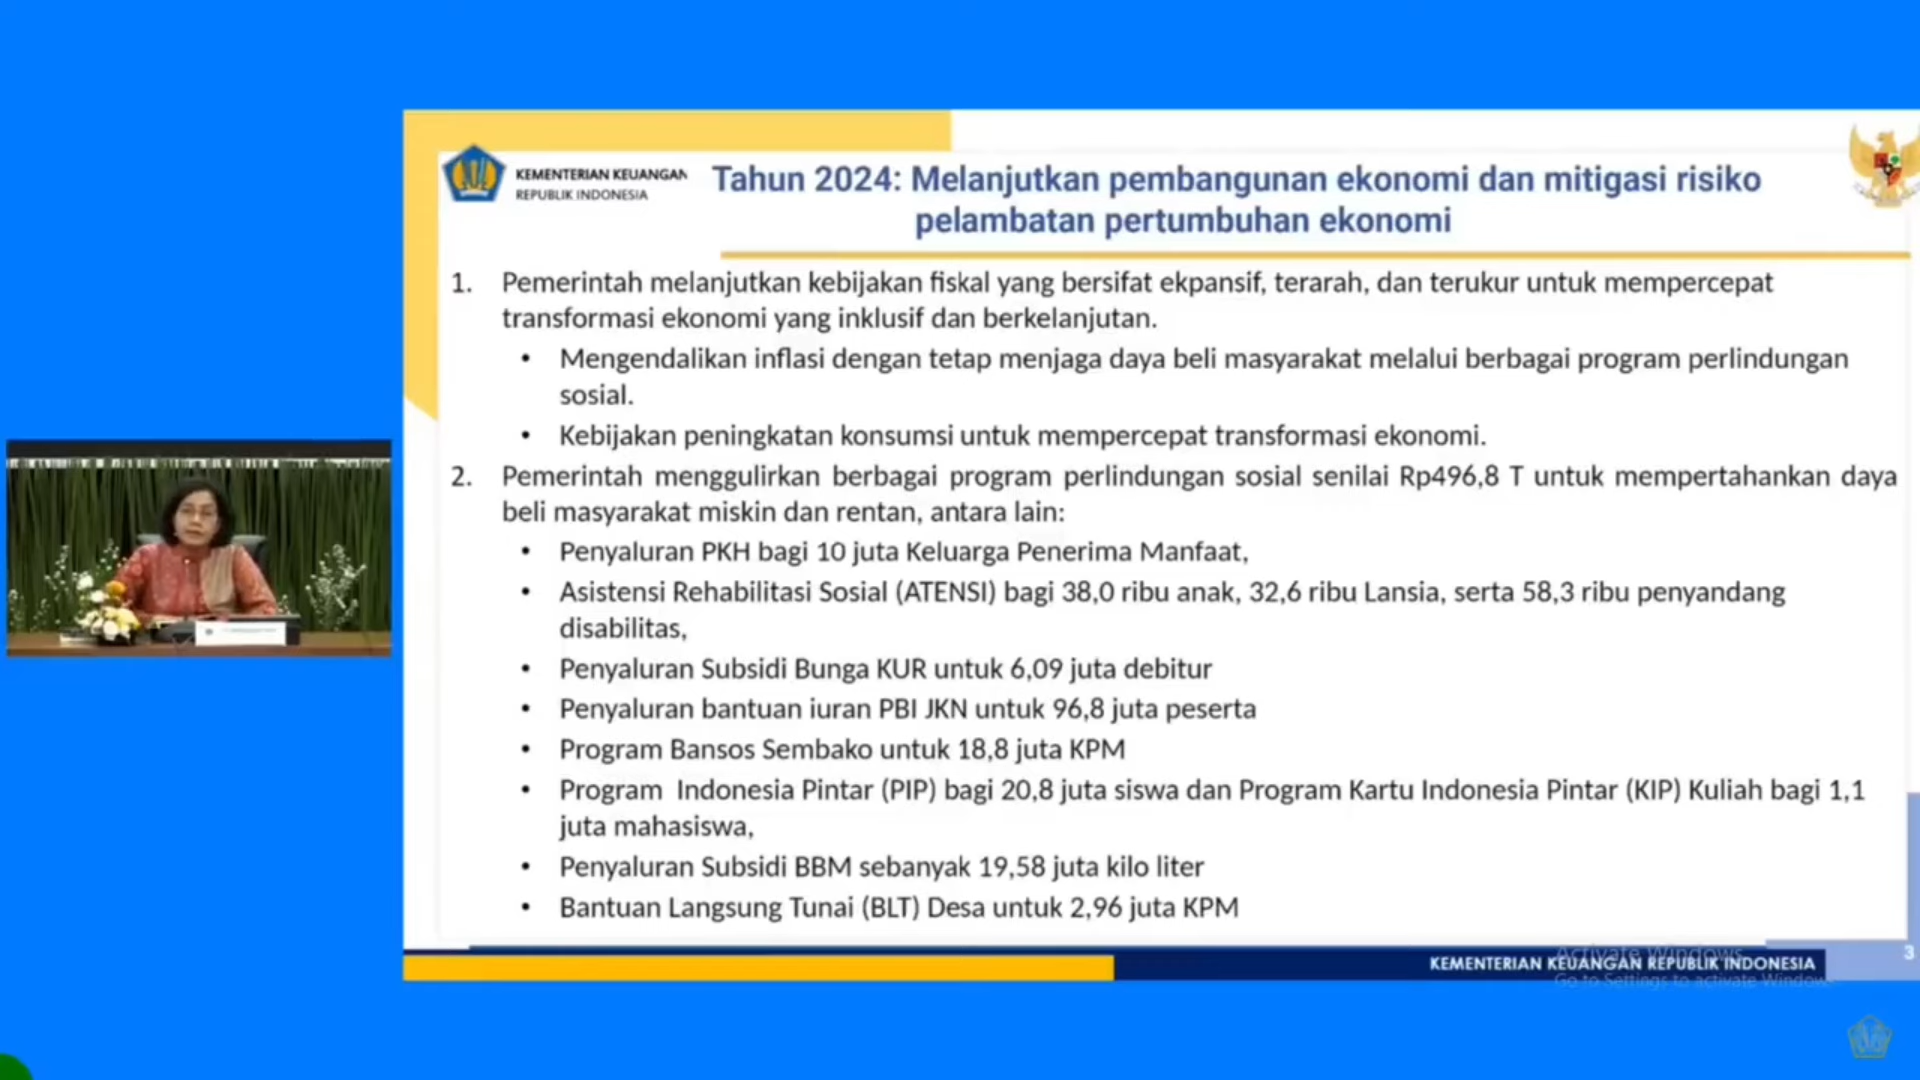 KEMENTERIAN KEUANGAN
REPUBLIK INDONESIA
Tahun 2024: Melanjutkan pembangunan ekonomi dan mitigasi risiko
pelambatan pertumbuhan ekonomi
1. Pemerintah melanjutkan kebijakan fiskal yang bersifat ekpansif, terarah, dan terukur untuk mempercepat
transformasi ekonomi yang inklusif dan berkelanjutan.
• Mengendalikan inflasi dengan tetap menjaga daya beli masyarakat melalui berbagai program perlindungan
sosial.
• Kebijakan peningkatan konsumsi untuk mempercepat transformasi ekonomi.
2. Pemerintah menggulirkan berbagai program perlindungan sosial senilai Rp496,8 T untuk mempertahankan daya
beli masyarakat miskin dan rentan, antara lain:
• Penyaluran PKH bagi 10 juta Keluarga Penerima Manfaat,
• Asistensi Rehabilitasi Sosial (ATENSI) bagi 38,0 ribu anak, 32,6 ribu Lansia, serta 58,3 ribu penyandang
disabilitas,
• Penyaluran Subsidi Bunga KUR untuk 6,09 juta debitur
• Penyaluran bantuan iuran PBI JKN untuk 96,8 juta peserta
• Program Bansos Sembako untuk 18,8 juta KPM
• Program Indonesia Pintar (PIP) bagi 20,8 juta siswa dan Program Kartu Indonesia Pintar (KIP) Kuliah bagi 1,1
juta mahasiswa,
• Penyaluran Subsidi BBM sebanyak 19,58 juta kilo liter
• Bantuan Langsung Tunai (BLT) Desa untuk 2,96 juta KPM
KEMENTERIAN KEUANGAN REPUBLIK INDONESIA
3
Activate Windows
Go to Settings to activate Windows